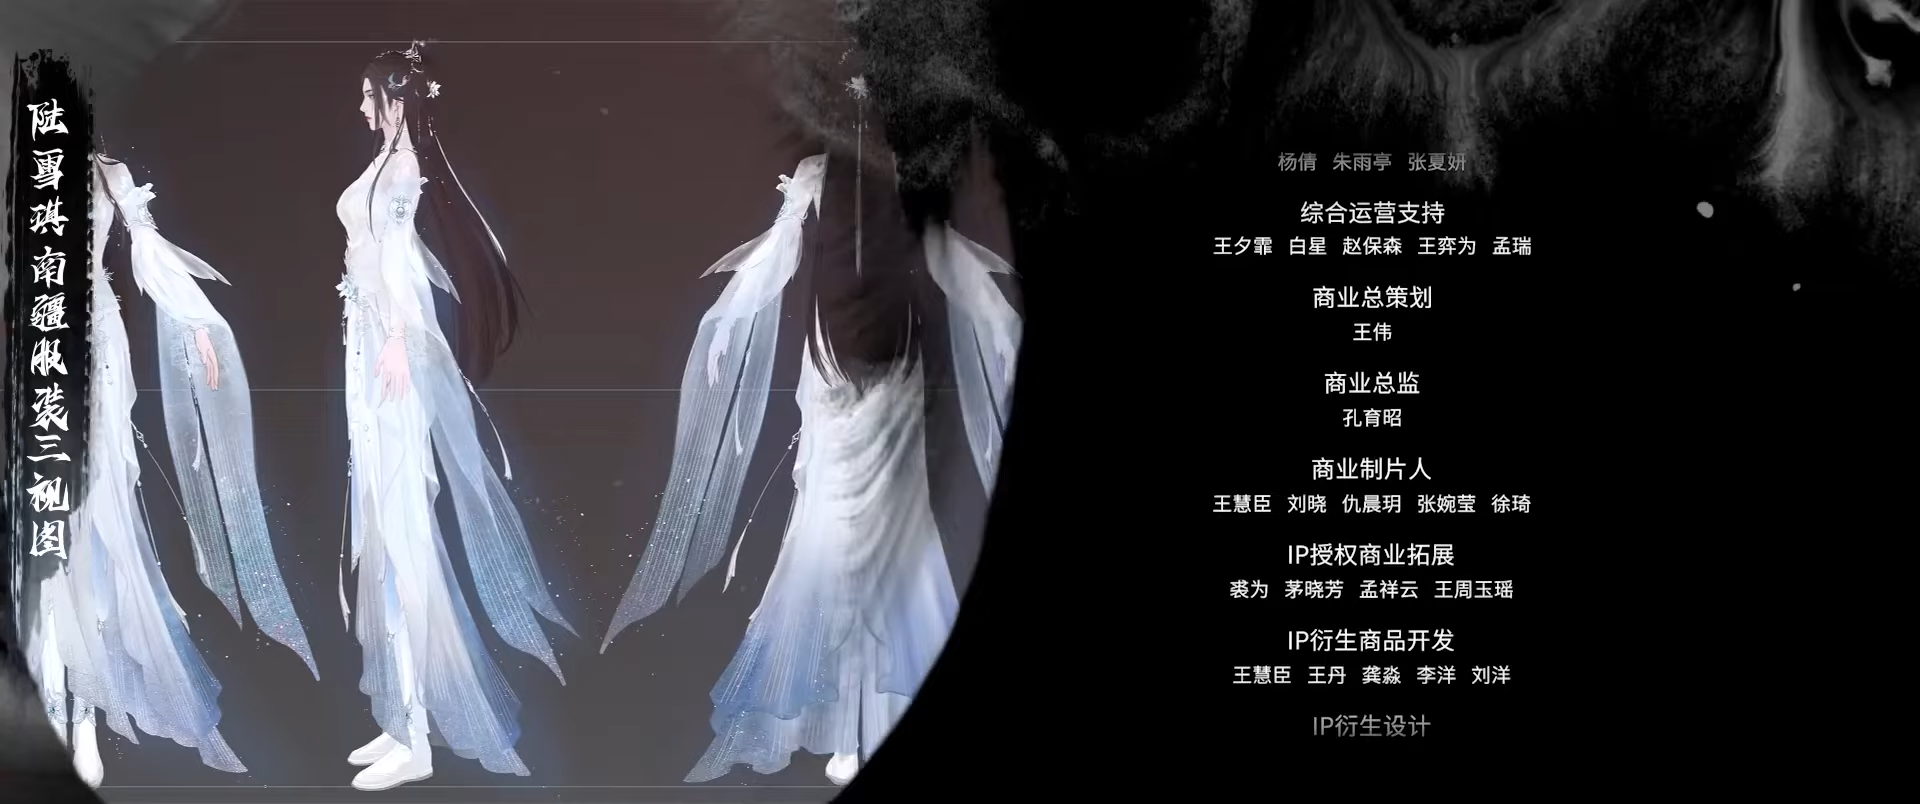 陆雪琪南疆服装三视图
杨倩 朱雨亭 张夏妍
综合运营支持
王夕霏 白星 赵保森 王弈为 孟瑞
商业总策划
王伟
商业总监
孔育昭
商业制片人
王慧臣 刘晓 仇晨玥 张婉莹 徐琦
IP授权商业拓展
裘为 茅晓芳 孟祥云 王周玉瑶
IP衍生商品开发
王慧臣 王丹 龚淼 李洋 刘洋
IP衍生设计